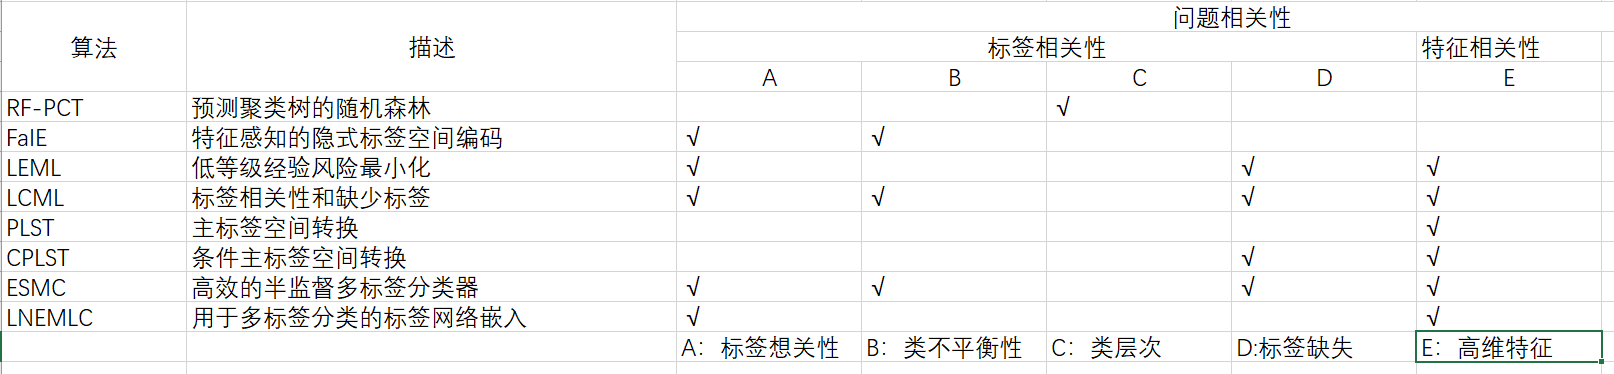 问题相关性
算法 描述 标签相关性 特征相关性
A B C D E
RF-PCT 预测聚类树的随机森林 √
FaIE 特征感知的隐式标签空间编码 √ √
LEML 低等级经验风险最小化 √ √ √
LCML 标签相关性和缺少标签 √ √ √ √
PLST 主标签空间转换 √
CPLST 条件主标签空间转换 √ √
ESMC 高效的半监督多标签分类器 √ √ √ √
LNEMLC 用于多标签分类的标签网络嵌入 √ √
A：标签想关性 B：类不平衡性 C：类层次 D:标签缺失 E：高维特征